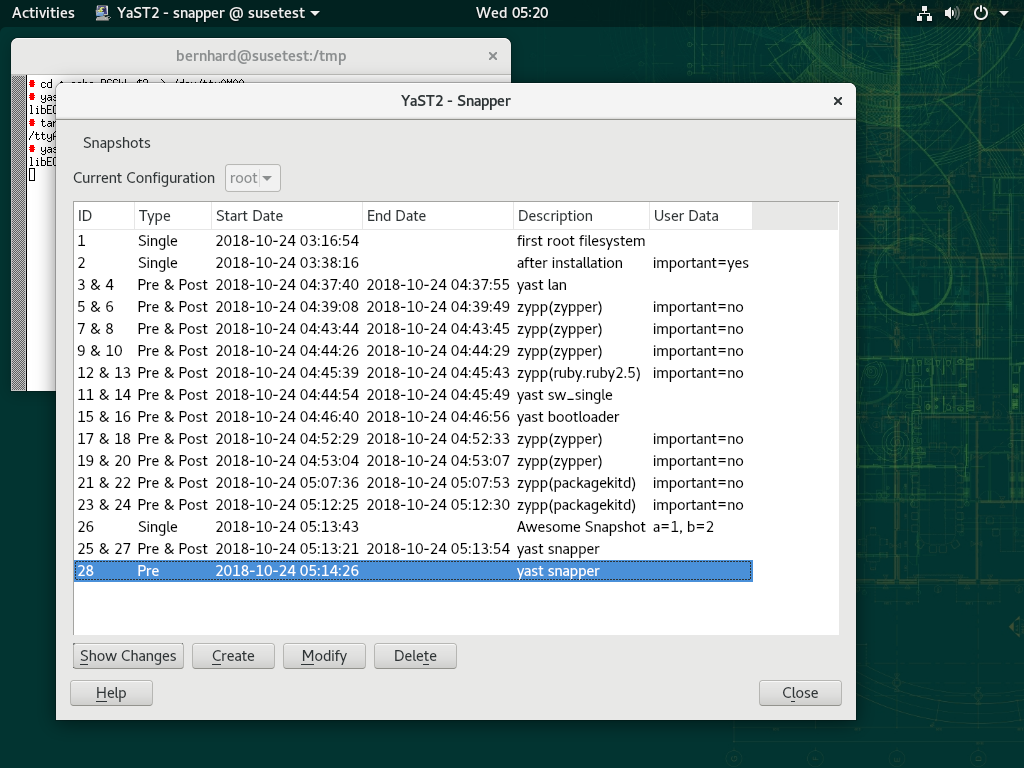 Activities YaST2 - snapper @ susetest Wed 05:20
bernhard@susetest:/tmp
cd
yas
libEG
tar
yas
YaST2 - Snapper
Snapshots
Current Configuration root
ID Type Start Date End Date Description User Data
1 Single 2018-10-24 03:16:54 first root filesystem
2 Single 2018-10-24 03:38:16 after installation important=yes
3 & 4 Pre & Post 2018-10-24 04:37:40 2018-10-24 04:37:55 yast lan
5 & 6 Pre & Post 2018-10-24 04:39:08 2018-10-24 04:39:49 zypp(zypper) important=no
7 & 8 Pre & Post 2018-10-24 04:43:44 2018-10-24 04:43:45 zypp(zypper) important=no
9 & 10 Pre & Post 2018-10-24 04:44:26 2018-10-24 04:44:29 zypp(zypper) important=no
12 & 13 Pre & Post 2018-10-24 04:45:39 2018-10-24 04:45:43 zypp(ruby.ruby2.5) important=no
11 & 14 Pre & Post 2018-10-24 04:44:54 2018-10-24 04:45:49 yast sw_single
15 & 16 Pre & Post 2018-10-24 04:46:40 2018-10-24 04:46:56 yast bootloader
17 & 18 Pre & Post 2018-10-24 04:52:29 2018-10-24 04:52:33 zypp(zypper) important=no
19 & 20 Pre & Post 2018-10-24 04:53:04 2018-10-24 04:53:07 zypp(zypper) important=no
21 & 22 Pre & Post 2018-10-24 05:07:36 2018-10-24 05:07:53 zypp(packagekitd) important=no
23 & 24 Pre & Post 2018-10-24 05:12:25 2018-10-24 05:12:30 zypp(packagekitd) important=no
26 Single 2018-10-24 05:13:43 Awesome Snapshot a=1, b=2
25 & 27 Pre & Post 2018-10-24 05:13:21 2018-10-24 05:13:54 yast snapper
28 Pre 2018-10-24 05:14:26 yast snapper
Show Changes Create Modify Delete
Help Close